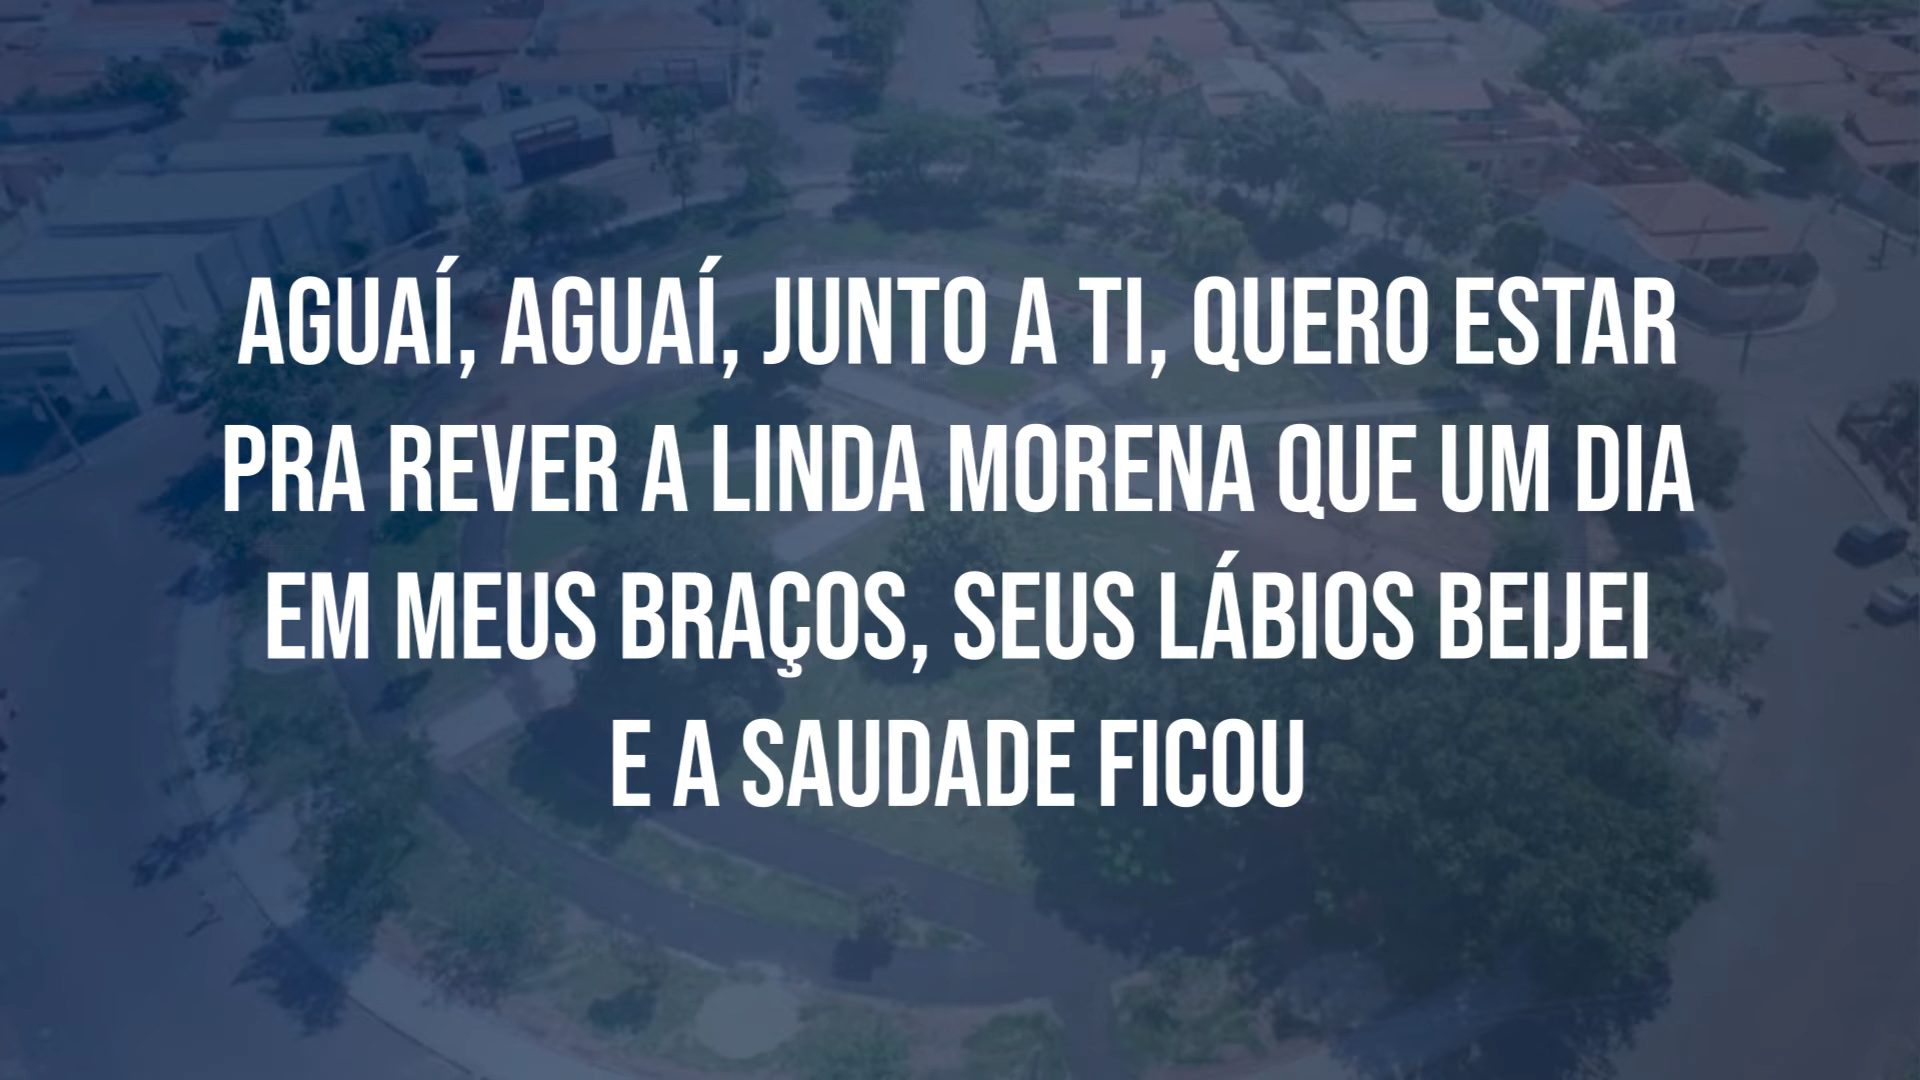 AGUAÍ, AGUAÍ, JUNTO A TI, QUERO ESTAR
PRA REVER A LINDA MORENA QUE UM DIA
EM MEUS BRAÇOS, SEUS LÁBIOS BEIJEI
E A SAUDADE FICOU